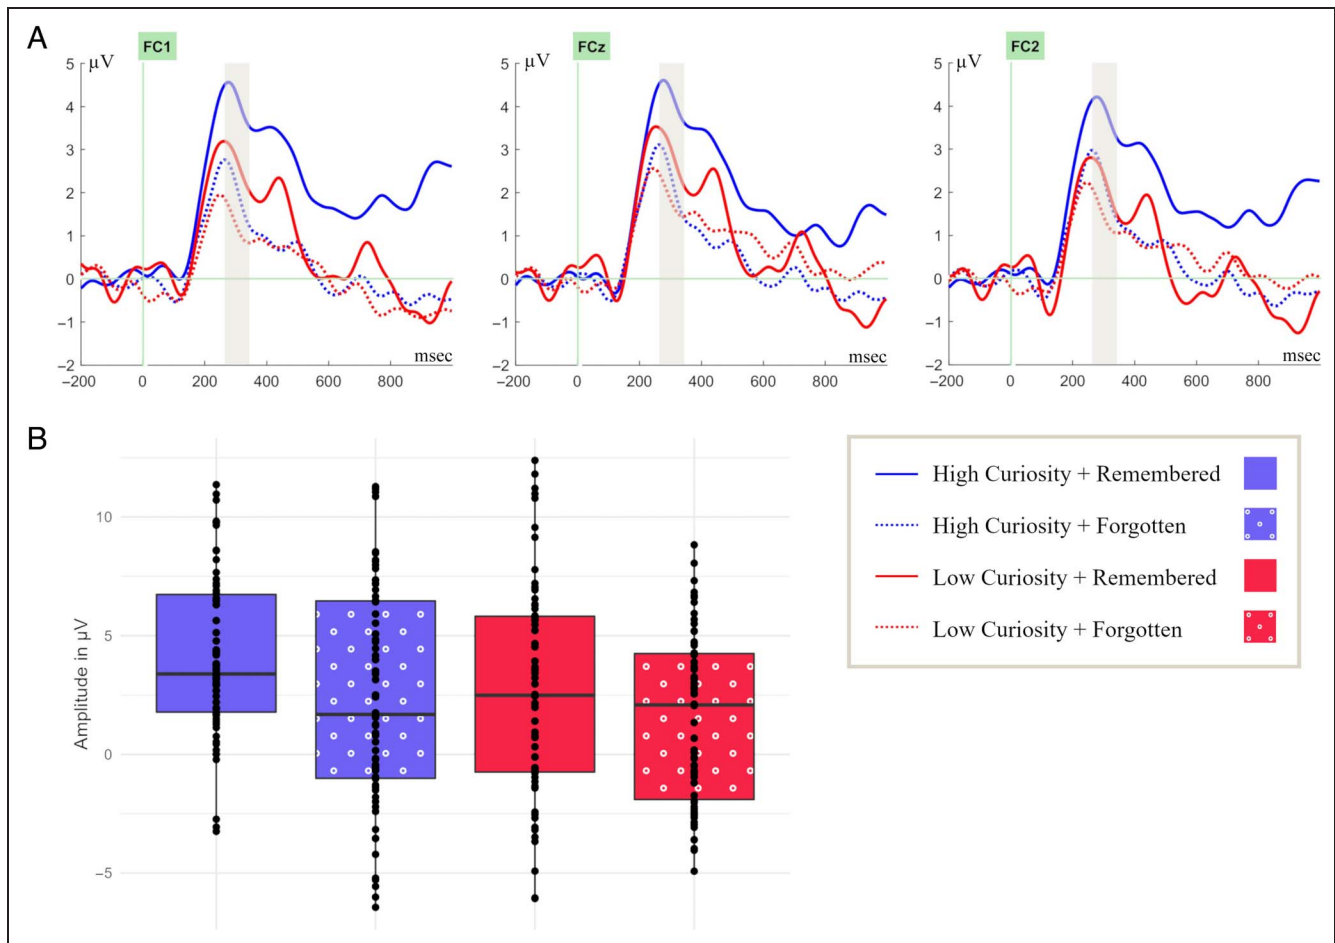 A
FC1
µV
5
4
3
2
1
0
−1
−2
−200
0
200
400
600
800
msec
FCz
µV
5
4
3
2
1
0
−1
−2
−200
0
200
400
600
800
msec
FC2
µV
5
4
3
2
1
0
−1
−2
−200
0
200
400
600
800
msec
B
Amplitude in µV
10
5
0
−5
High Curiosity + Remembered
High Curiosity + Forgotten
Low Curiosity + Remembered
Low Curiosity + Forgotten